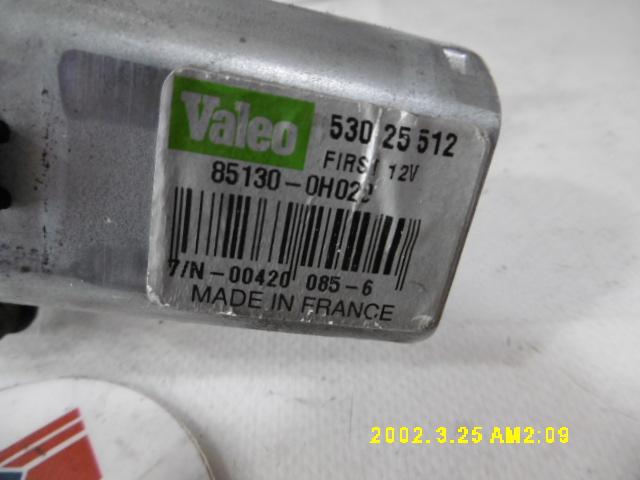 Valeo 530 25 512
FIRST 12V
85130-0H02
7/N-00420 085-6
MADE IN FRANCE
2002.3.25 AM2:09